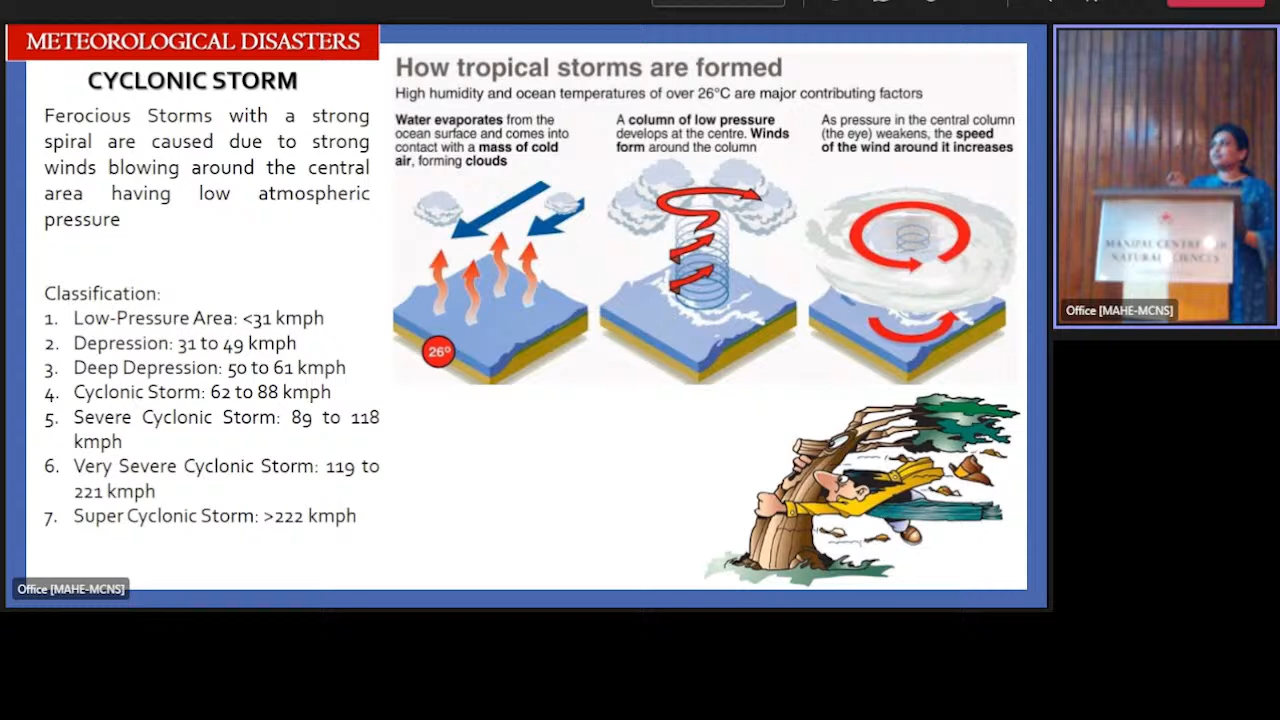 METEOROLOGICAL DISASTERS
CYCLONIC STORM
Ferocious Storms with a strong
spiral are caused due to strong
winds blowing around the central
area having low atmospheric
pressure
Classification:
1. Low-Pressure Area: <31 kmph
2. Depression: 31 to 49 kmph
3. Deep Depression: 50 to 61 kmph
4. Cyclonic Storm: 62 to 88 kmph
5. Severe Cyclonic Storm: 89 to 118
kmph
6. Very Severe Cyclonic Storm: 119 to
221 kmph
7. Super Cyclonic Storm: >222 kmph
How tropical storms are formed
High humidity and ocean temperatures of over 26°C are major contributing factors
Water evaporates from the
ocean surface and comes into
contact with a mass of cold
air, forming clouds
A column of low pressure
develops at the centre. Winds
form around the column
As pressure in the central column
(the eye) weakens, the speed
of the wind around it increases
26°
Office [MAHE-MCNS]
MANIPAL CENTRE FOR
NATURAL SCIENCES
Office [MAHE-MCNS]